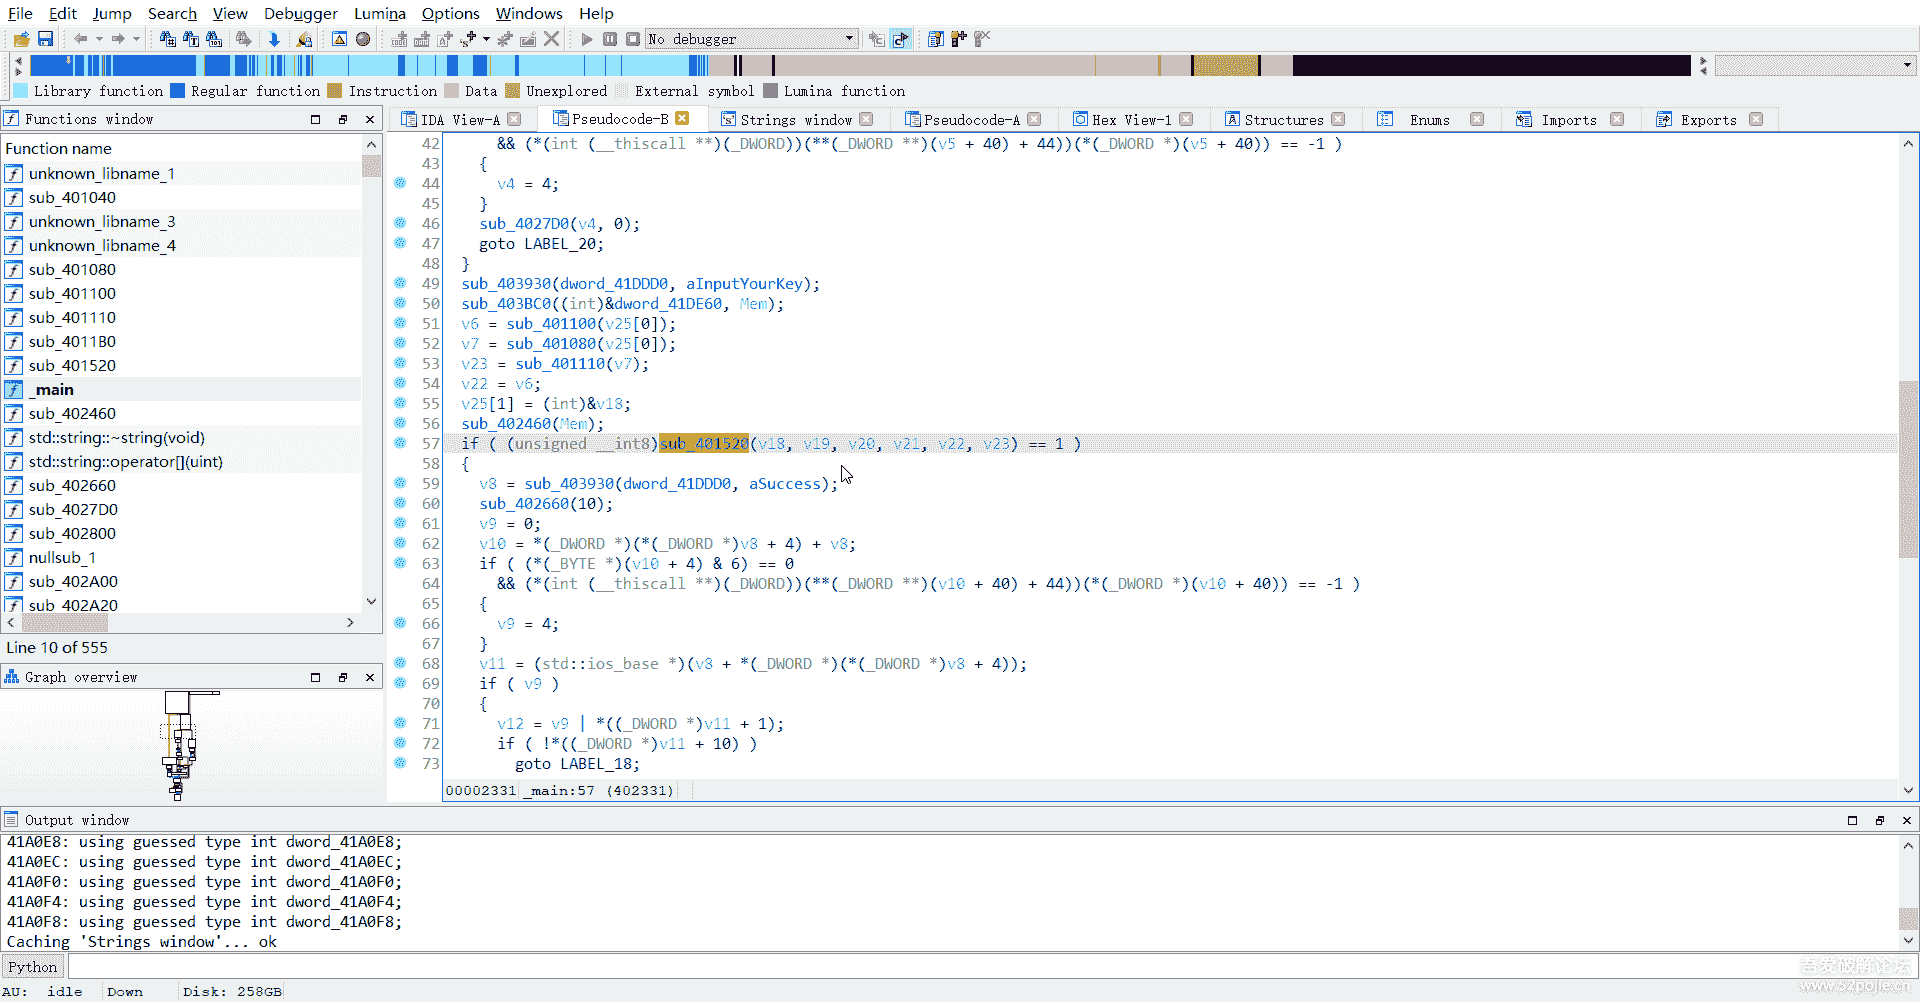 File Edit Jump Search View Debugger Lumina Options Windows Help
No debugger
Library function Regular function Instruction Data Unexplored External symbol Lumina function
Functions window
IDA View-A Pseudocode-B Strings window Pseudocode-A Hex View-1 Structures Enums Imports Exports
Function name
unknown_libname_1
sub_401040
unknown_libname_3
unknown_libname_4
sub_401080
sub_401100
sub_401110
sub_4011B0
sub_401520
_main
sub_402460
std::string::~string(void)
std::string::operator[](uint)
sub_402660
sub_4027D0
sub_402800
nullsub_1
sub_402A00
sub_402A20
Line 10 of 555
Graph overview
42 && (*(int (__thiscall **)(_DWORD))(**(_DWORD **)(v5 + 40) + 44))(*(_DWORD *)(v5 + 40)) == -1 )
43 {
44 v4 = 4;
45 }
46 sub_4027D0(v4, 0);
47 goto LABEL_20;
48 }
49 sub_403930(dword_41DDD0, aInputYourKey);
50 sub_403BC0((int)&dword_41DE60, Mem);
51 v6 = sub_401100(v25[0]);
52 v7 = sub_401080(v25[0]);
53 v23 = sub_401110(v7);
54 v22 = v6;
55 v25[1] = (int)&v18;
56 sub_402460(Mem);
57 if ( (unsigned __int8)sub_401520(v18, v19, v20, v21, v22, v23) == 1 )
58 {
59 v8 = sub_403930(dword_41DDD0, aSuccess);
60 sub_402660(10);
61 v9 = 0;
62 v10 = *(_DWORD *)(*(_DWORD *)v8 + 4) + v8;
63 if ( (*(_BYTE *)(v10 + 4) & 6) == 0
64 && (*(int (__thiscall **)(_DWORD))(**(_DWORD **)(v10 + 40) + 44))(*(_DWORD *)(v10 + 40)) == -1 )
65 {
66 v9 = 4;
67 }
68 v11 = (std::ios_base *)(v8 + *(_DWORD *)(*(_DWORD *)v8 + 4));
69 if ( v9 )
70 {
71 v12 = v9 | *((_DWORD *)v11 + 1);
72 if ( !*((_DWORD *)v11 + 10) )
73 goto LABEL_18;
00002331 _main:57 (402331)
Output window
41A0E8: using guessed type int dword_41A0E8;
41A0EC: using guessed type int dword_41A0EC;
41A0F0: using guessed type int dword_41A0F0;
41A0F4: using guessed type int dword_41A0F4;
41A0F8: using guessed type int dword_41A0F8;
Caching 'Strings window'... ok
Python
AU: idle Down Disk: 258GB
吾爱破解论坛
www.52pojie.cn